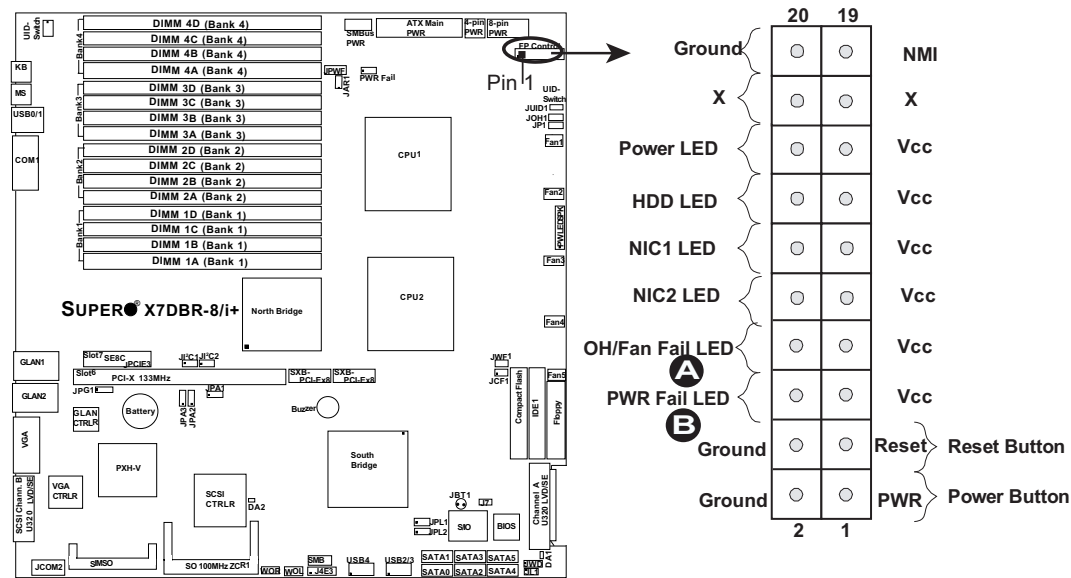 UID-Switch
DIMM 4D (Bank 4)
DIMM 4C (Bank 4)
DIMM 4B (Bank 4)
DIMM 4A (Bank 4)
Bank4
DIMM 3D (Bank 3)
DIMM 3C (Bank 3)
DIMM 3B (Bank 3)
DIMM 3A (Bank 3)
Bank3
DIMM 2D (Bank 2)
DIMM 2C (Bank 2)
DIMM 2B (Bank 2)
DIMM 2A (Bank 2)
Bank2
DIMM 1D (Bank 1)
DIMM 1C (Bank 1)
DIMM 1B (Bank 1)
DIMM 1A (Bank 1)
Bank1
KB
MS
USB0/1
COM1
SMBus
PWR
ATX Main
PWR
4-pin
PWR
8-pin
PWR
FP Control
Pin 1
JPWF
JAR1
PWR Fail
UID-
Switch
JUID1
JOH1
JP1
Fan1
CPU1
Fan2
PWLEDSPK
Fan3
CPU2
Fan4
SUPER® X7DBR-8/i+
North Bridge
GLAN1
GLAN2
Slot7
SE8C
JPCIE3
JI²C1
JI²C2
Slot6
PCI-X 133MHz
SXB-
PCI-Ex8
SXB-
PCI-Ex8
JWF1
JCF1
Fan5
JPG1
JPA3
JPA2
JPA1
GLAN
CTRLR
Battery
Buzzer
Compact Flash
IDE1
Floppy
VGA
PXH-V
South
Bridge
SCSI Chann. B
U320 LVD/SE
VGA
CTRLR
SCSI
CTRLR
DA2
JBT1
J7
JPL1
JPL2
SIO
BIOS
Channel A
U320 LVD/SE
JCOM2
SIMSO
SO 100MHz ZCR1
WOR
WOL
SMB
J4E3
USB4
USB2/3
SATA1
SATA3
SATA5
SATA0
SATA2
SATA4
JWD
JL1
DA1
20 19
Ground NMI
X X
Power LED Vcc
HDD LED Vcc
NIC1 LED Vcc
NIC2 LED Vcc
OH/Fan Fail LED Vcc
A
PWR Fail LED Vcc
B
Ground Reset Reset Button
Ground PWR Power Button
2 1